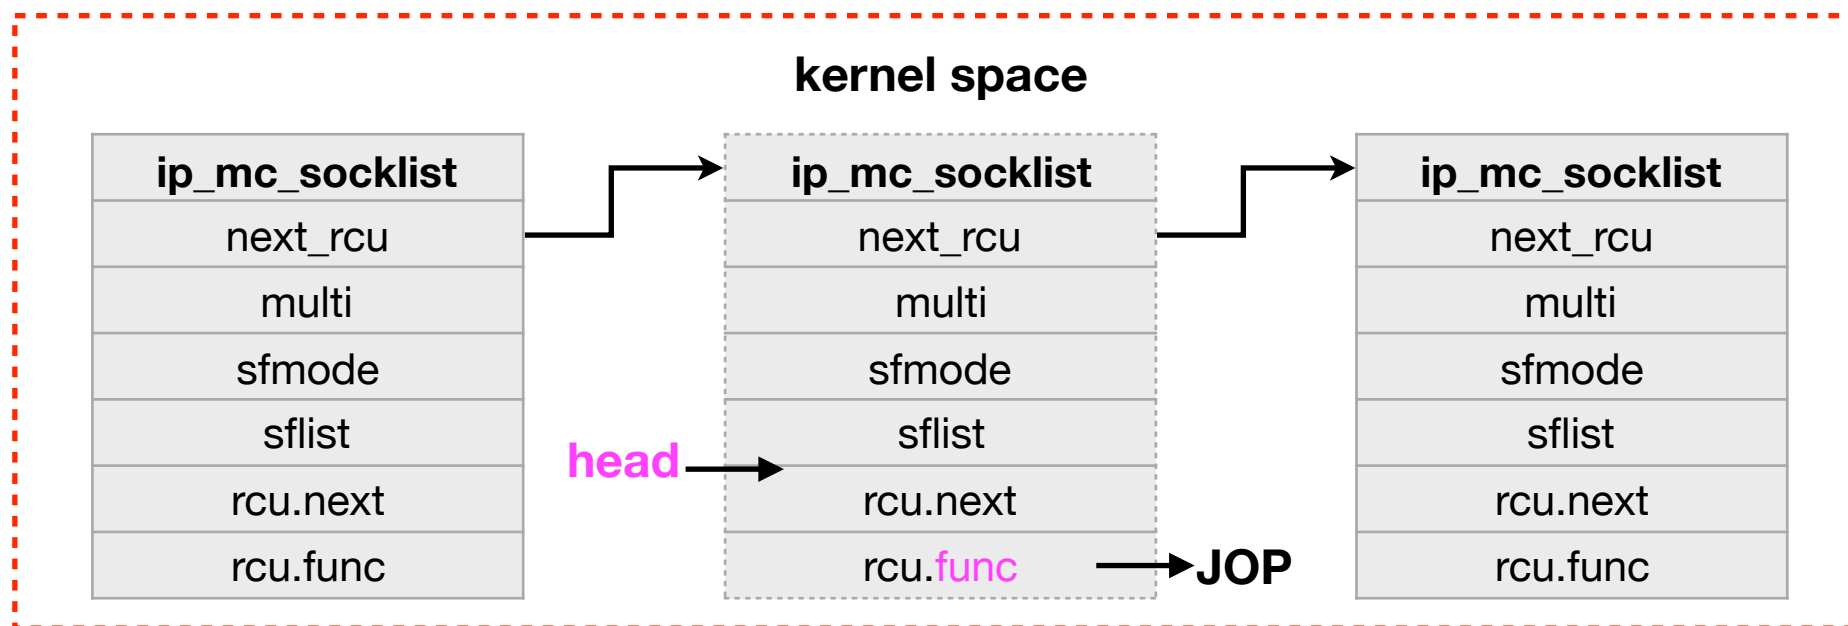 kernel space
ip_mc_socklist
next_rcu
multi
sfmode
sflist
rcu.next
rcu.func
head
ip_mc_socklist
next_rcu
multi
sfmode
sflist
rcu.next
rcu.func
JOP
ip_mc_socklist
next_rcu
multi
sfmode
sflist
rcu.next
rcu.func